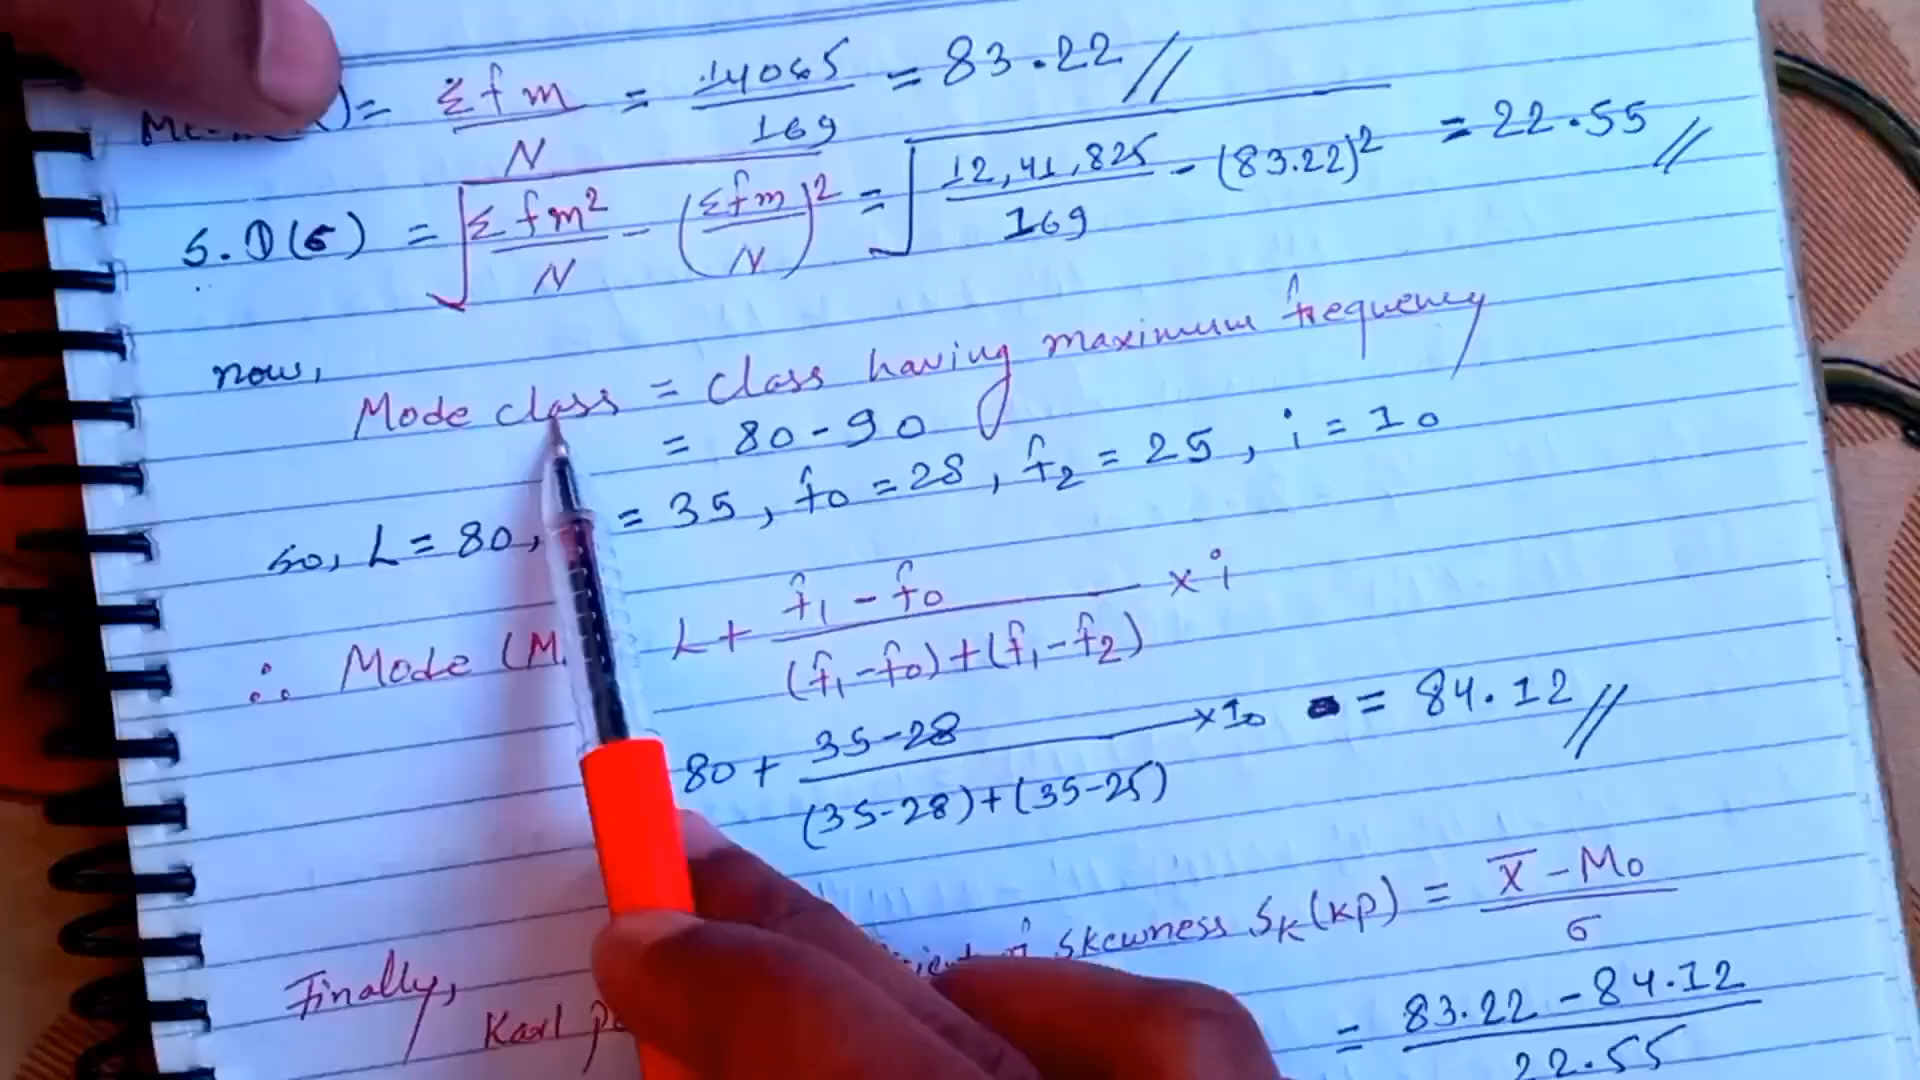 )= Σfm/N = 14065/169 = 83.22 //
S.D(σ) = √(Σfm²/N - (Σfm/N)²) = √(12,41,825/169 - (83.22)²) = 22.55 //
now,
Mode class = class having maximum frequency
= 80-90
so, L = 80, = 35, f0 = 28, f2 = 25, i = 10
∴ Mode (M L + (f1 - f0)/((f1-f0)+(f1-f2)) × i
80 + (35-28)/((35-28)+(35-25)) ×10 = 84.12 //
Finally,
Karl skewness SK(KP) = (X̄ - M0)/σ
= (83.22 - 84.12)/22.55